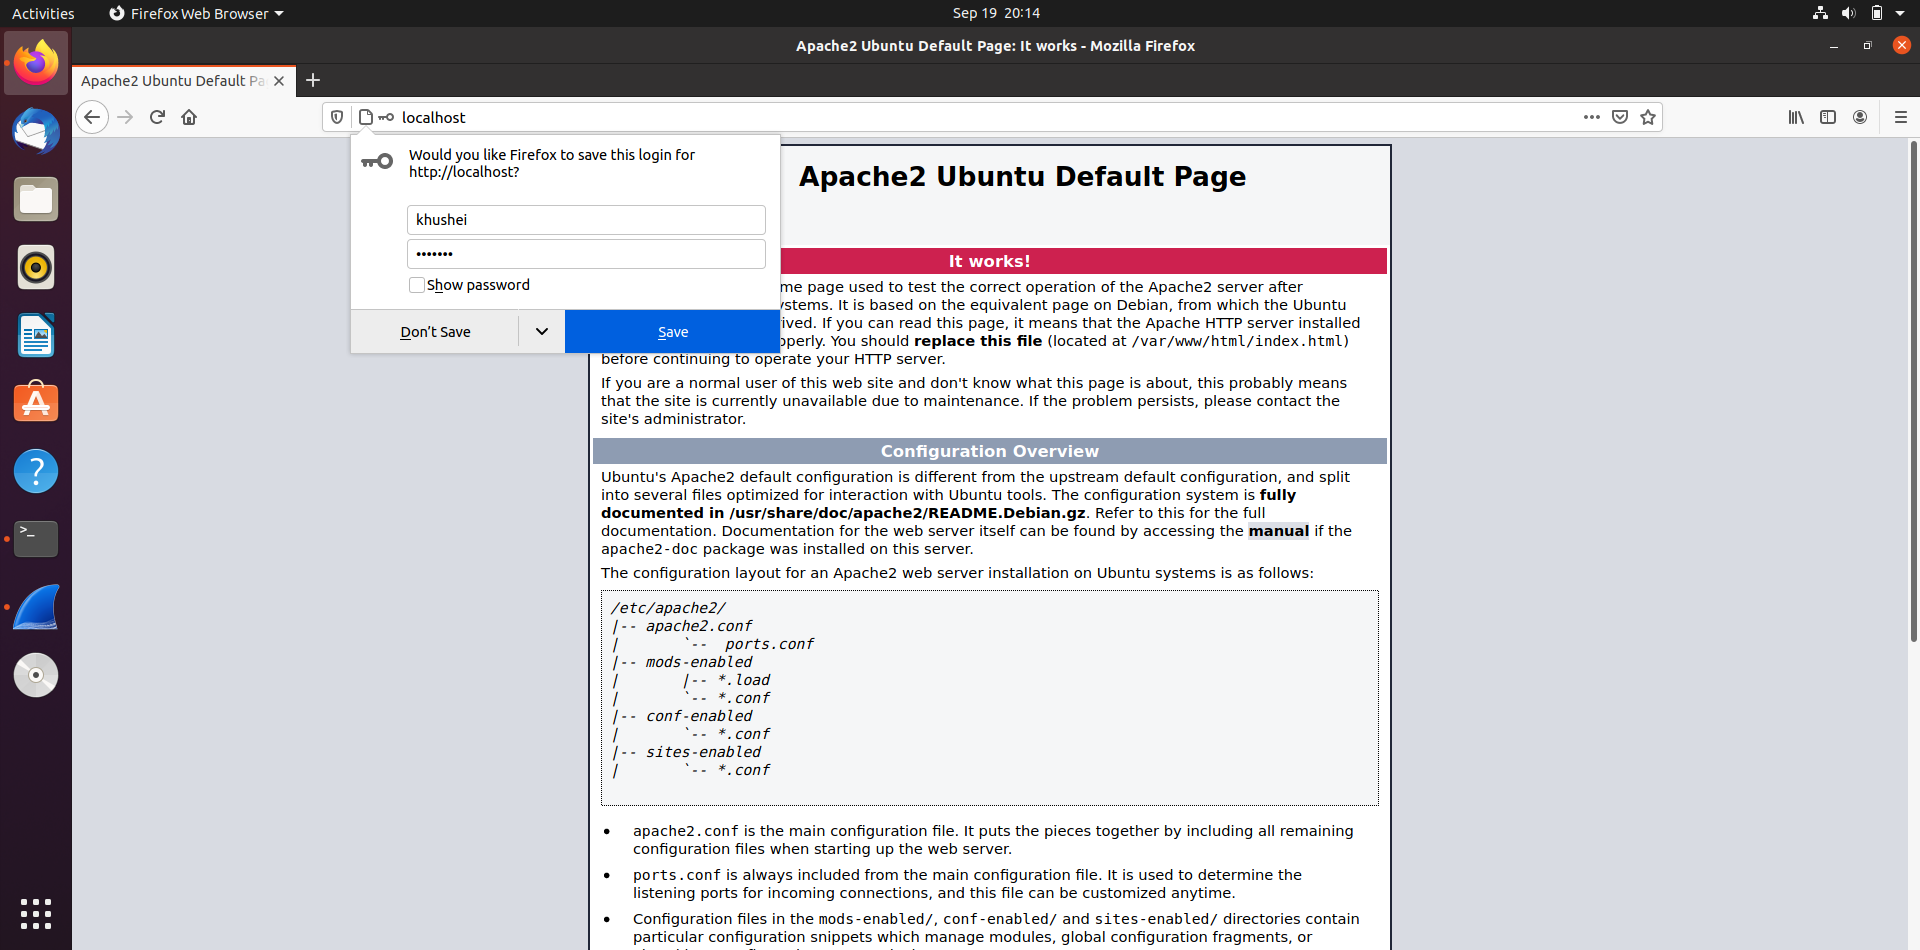 Activities
Firefox Web Browser
Sep 19 20:14
Apache2 Ubuntu Default Page: It works - Mozilla Firefox
Apache2 Ubuntu Default Pa
localhost
Would you like Firefox to save this login for
http://localhost?
khushei
•••••••
Show password
Don't Save
Save
Apache2 Ubuntu Default Page
It works!
me page used to test the correct operation of the Apache2 server after
ystems. It is based on the equivalent page on Debian, from which the Ubuntu
ived. If you can read this page, it means that the Apache HTTP server installed
operly. You should replace this file (located at /var/www/html/index.html)
before continuing to operate your HTTP server.
If you are a normal user of this web site and don't know what this page is about, this probably means
that the site is currently unavailable due to maintenance. If the problem persists, please contact the
site's administrator.
Configuration Overview
Ubuntu's Apache2 default configuration is different from the upstream default configuration, and split
into several files optimized for interaction with Ubuntu tools. The configuration system is fully
documented in /usr/share/doc/apache2/README.Debian.gz. Refer to this for the full
documentation. Documentation for the web server itself can be found by accessing the manual if the
apache2-doc package was installed on this server.
The configuration layout for an Apache2 web server installation on Ubuntu systems is as follows:
/etc/apache2/
|-- apache2.conf
|       `--  ports.conf
|-- mods-enabled
|       |-- *.load
|       `-- *.conf
|-- conf-enabled
|       `-- *.conf
|-- sites-enabled
|       `-- *.conf
• apache2.conf is the main configuration file. It puts the pieces together by including all remaining
configuration files when starting up the web server.
• ports.conf is always included from the main configuration file. It is used to determine the
listening ports for incoming connections, and this file can be customized anytime.
• Configuration files in the mods-enabled/, conf-enabled/ and sites-enabled/ directories contain
particular configuration snippets which manage modules, global configuration fragments, or